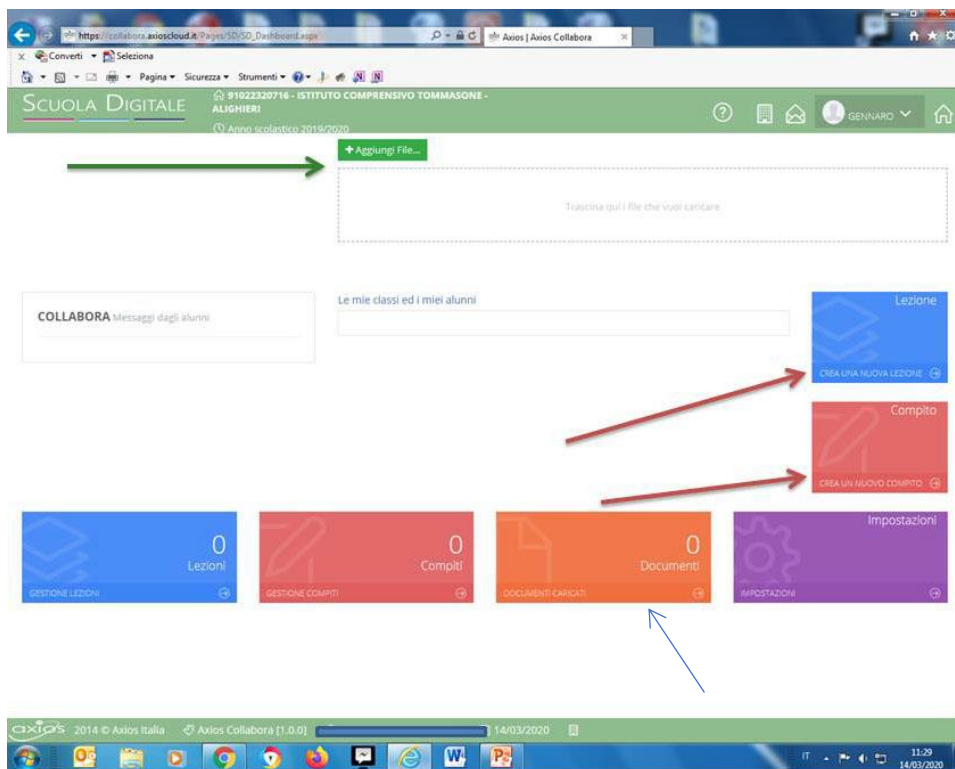 https://collabora.axioscloud.it/Pages/SD/SD_Dashboard.aspx
Axios | Axios Collabora
Converti
Seleziona
Pagina Sicurezza Strumenti
SCUOLA DIGITALE
91022320716 - ISTITUTO COMPRENSIVO TOMMASONE - ALIGHIERI
Anno scolastico 2019/2020
GENNARO
+ Aggiungi File...
Trascina qui i file che vuoi caricare
COLLABORA Messaggi dagli alunni
Le mie classi ed i miei alunni
Lezione
CREA UNA NUOVA LEZIONE
Compito
CREA UN NUOVO COMPITO
0
Lezioni
GESTIONE LEZIONI
0
Compiti
GESTIONE COMPITI
0
Documenti
DOCUMENTI CARICATI
Impostazioni
IMPOSTAZIONI
axios 2014 © Axios Italia
Axios Collabora [1.0.0]
] 14/03/2020
IT
11:29
14/03/2020